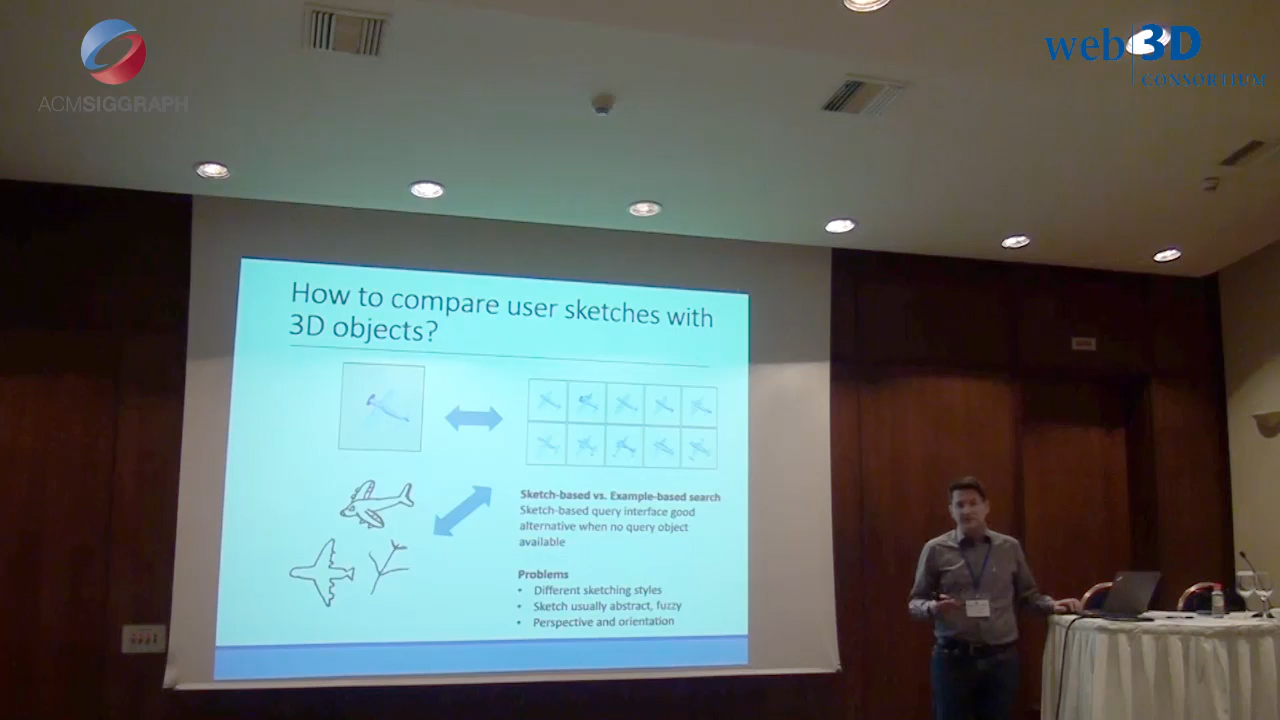 ACMSIGGRAPH
web 3D
CONSORTIUM
How to compare user sketches with
3D objects?
Sketch-based vs. Example-based search
Sketch-based query interface good
alternative when no query object
available
Problems
• Different sketching styles
• Sketch usually abstract, fuzzy
• Perspective and orientation